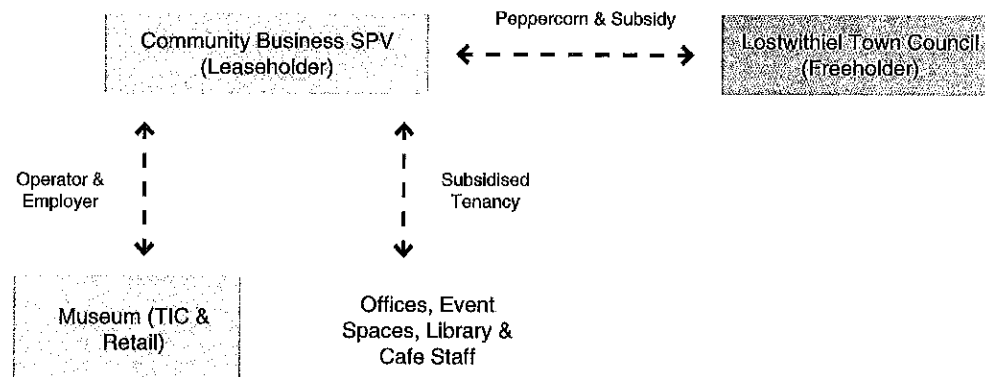 Peppercorn & Subsidy
Community Business SPV
(Leaseholder)
Lostwithiel Town Council
(Freeholder)
Operator &
Employer
Subsidised
Tenancy
Museum (TIC &
Retail)
Offices, Event
Spaces, Library &
Cafe Staff